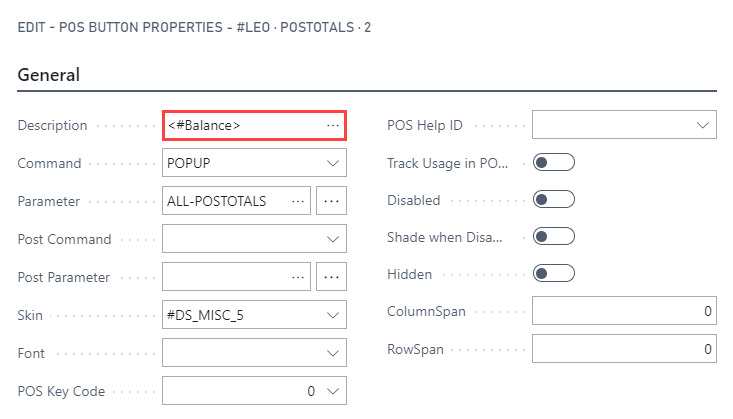 EDIT - POS BUTTON PROPERTIES - #LEO · POSTOTALS · 2
General
Description <#Balance> ...
Command POPUP
Parameter ALL-POSTOTALS ... ...
Post Command
Post Parameter ... ...
Skin #DS_MISC_5
Font
POS Key Code 0
POS Help ID
Track Usage in PO...
Disabled
Shade when Disa...
Hidden
ColumnSpan 0
RowSpan 0